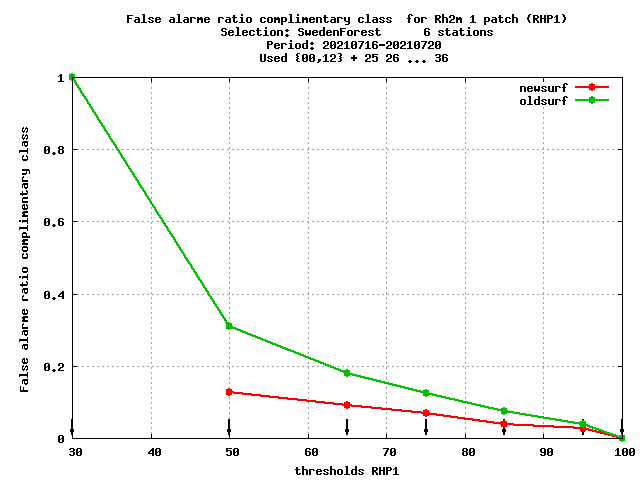 False alarme ratio complimentary class  for Rh2m 1 patch (RHP1)
Selection: SwedenForest      6 stations
Period: 20210716-20210720
Used {00,12} + 25 26 ... 36
newsurf
oldsurf
False alarme ratio complimentary class
1
0.8
0.6
0.4
0.2
0
30 40 50 60 70 80 90 100
thresholds RHP1